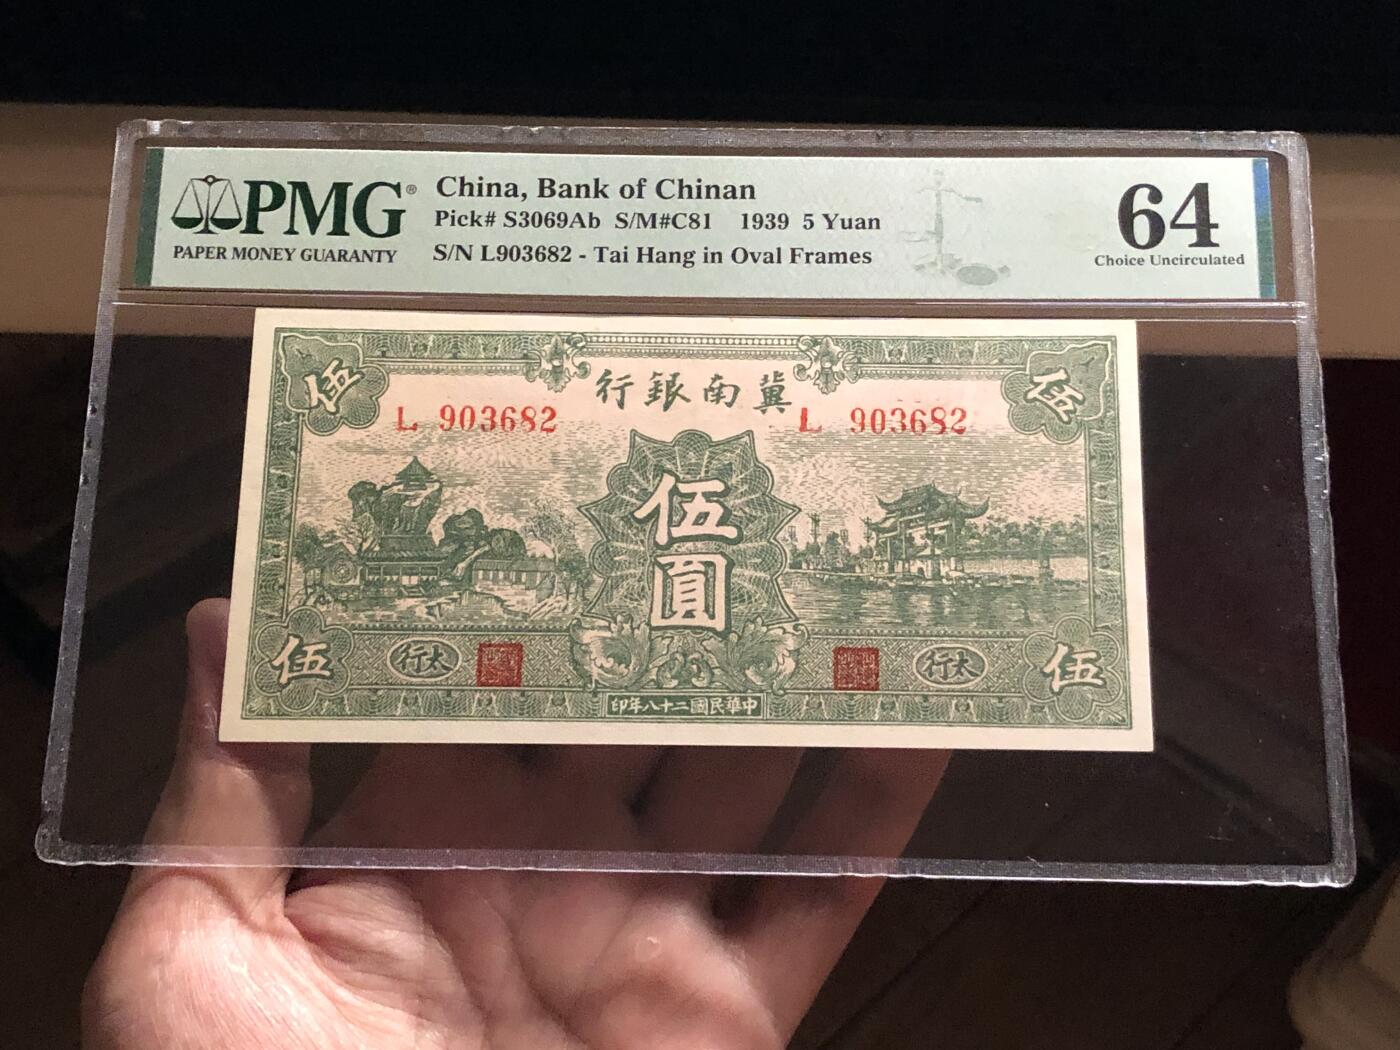 PMG®
PAPER MONEY GUARANTY
China, Bank of Chinan
Pick# S3069Ab S/M#C81 1939 5 Yuan
S/N L903682 - Tai Hang in Oval Frames
64
Choice Uncirculated
伍
行銀南冀
伍
L 903682
L 903682
伍圓
伍
行太
太行
伍
印年八十二國民華中